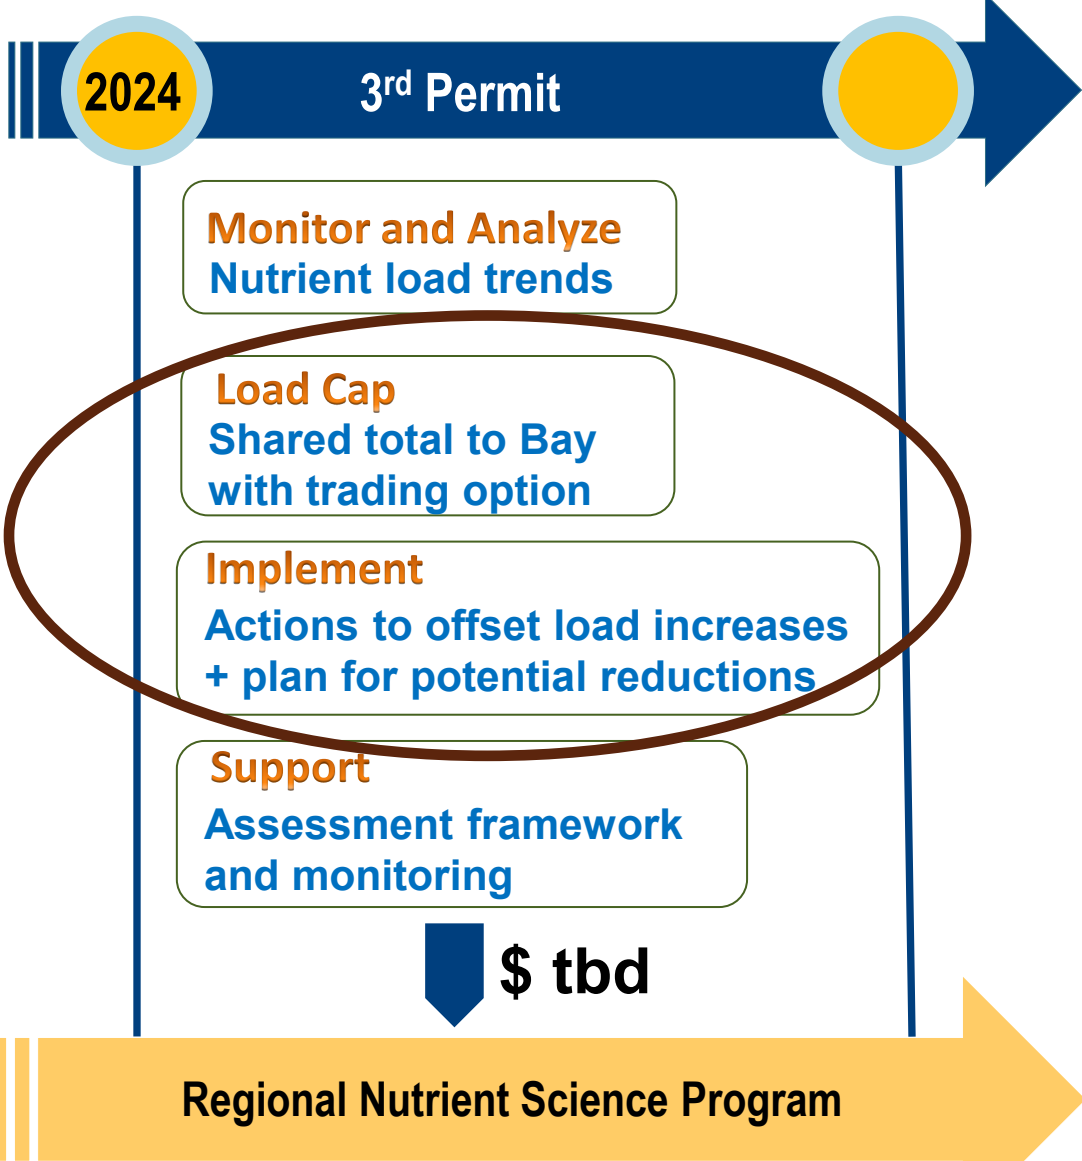 2024
3rd Permit
Monitor and Analyze
Nutrient load trends
Load Cap
Shared total to Bay
with trading option
Implement
Actions to offset load increases
+ plan for potential reductions
Support
Assessment framework
and monitoring
$ tbd
Regional Nutrient Science Program